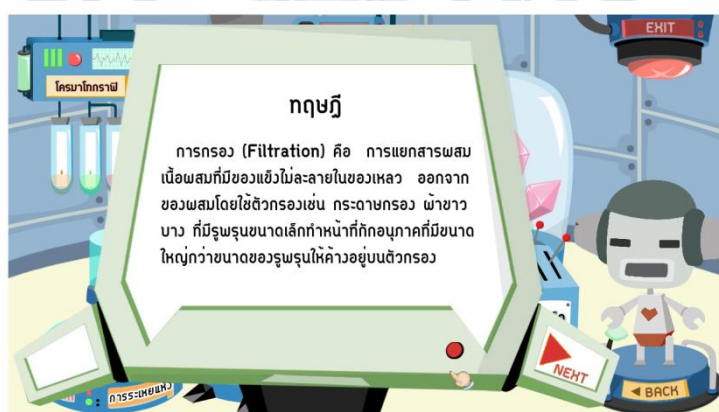 EXIT
โครมาโทกราฟี
ทฤษฎี
การกรอง (Filtration) คือ การแยกสารผสม
เนื้อผสมที่มีของแข็งไม่ละลายในของเหลว ออกจาก
ของผสมโดยใช้ตัวกรองเช่น กระดาษกรอง ผ้าขาว
บาง ที่มีรูพรุนขนาดเล็กทำหน้าที่กักอนุภาคที่มีขนาด
ใหญ่กว่าขนาดของรูพรุนให้ค้างอยู่บนตัวกรอง
NEXT
BACK
การระเหยแห้ง